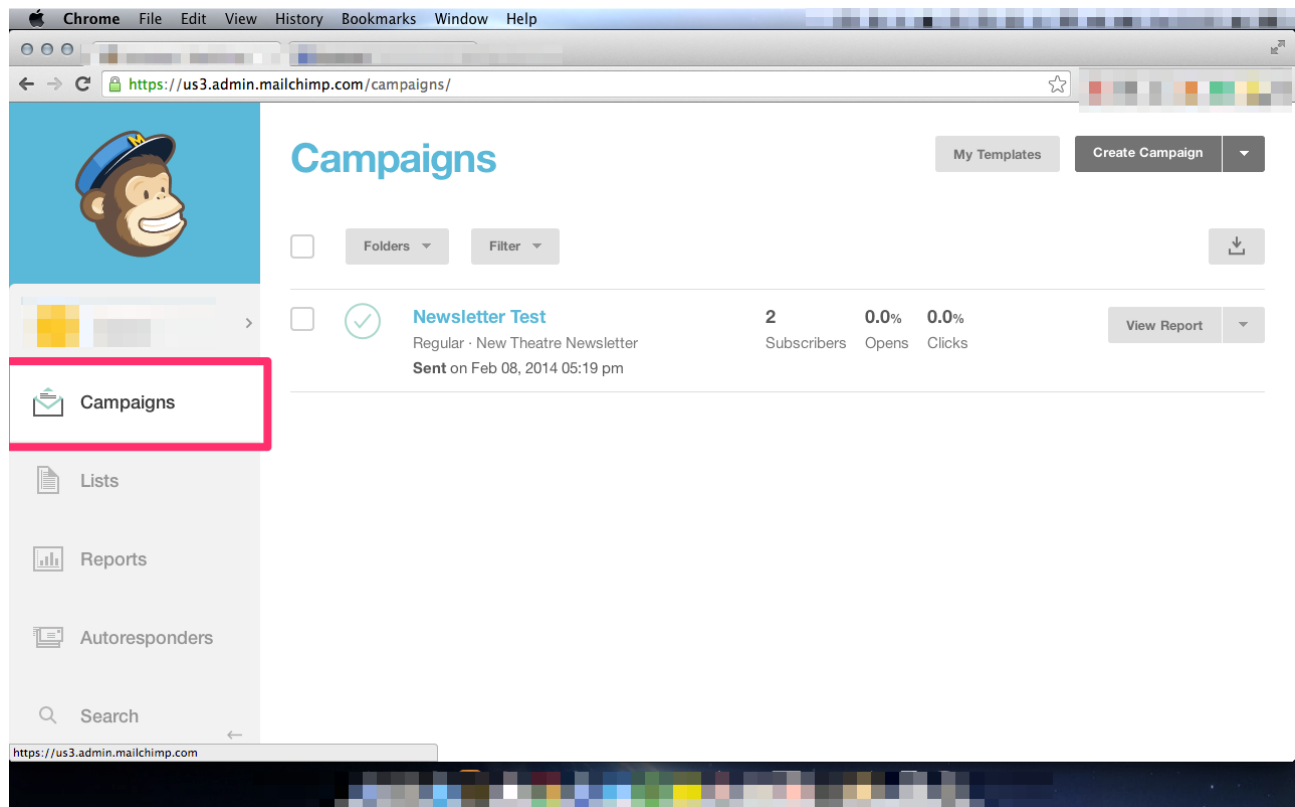 Chrome File Edit View History Bookmarks Window Help
https://us3.admin.mailchimp.com/campaigns/
M
Campaigns
My Templates
Create Campaign
Folders
Filter
Newsletter Test
Regular · New Theatre Newsletter
Sent on Feb 08, 2014 05:19 pm
2
Subscribers
0.0%
Opens
0.0%
Clicks
View Report
Campaigns
Lists
Reports
Autoresponders
Search
https://us3.admin.mailchimp.com